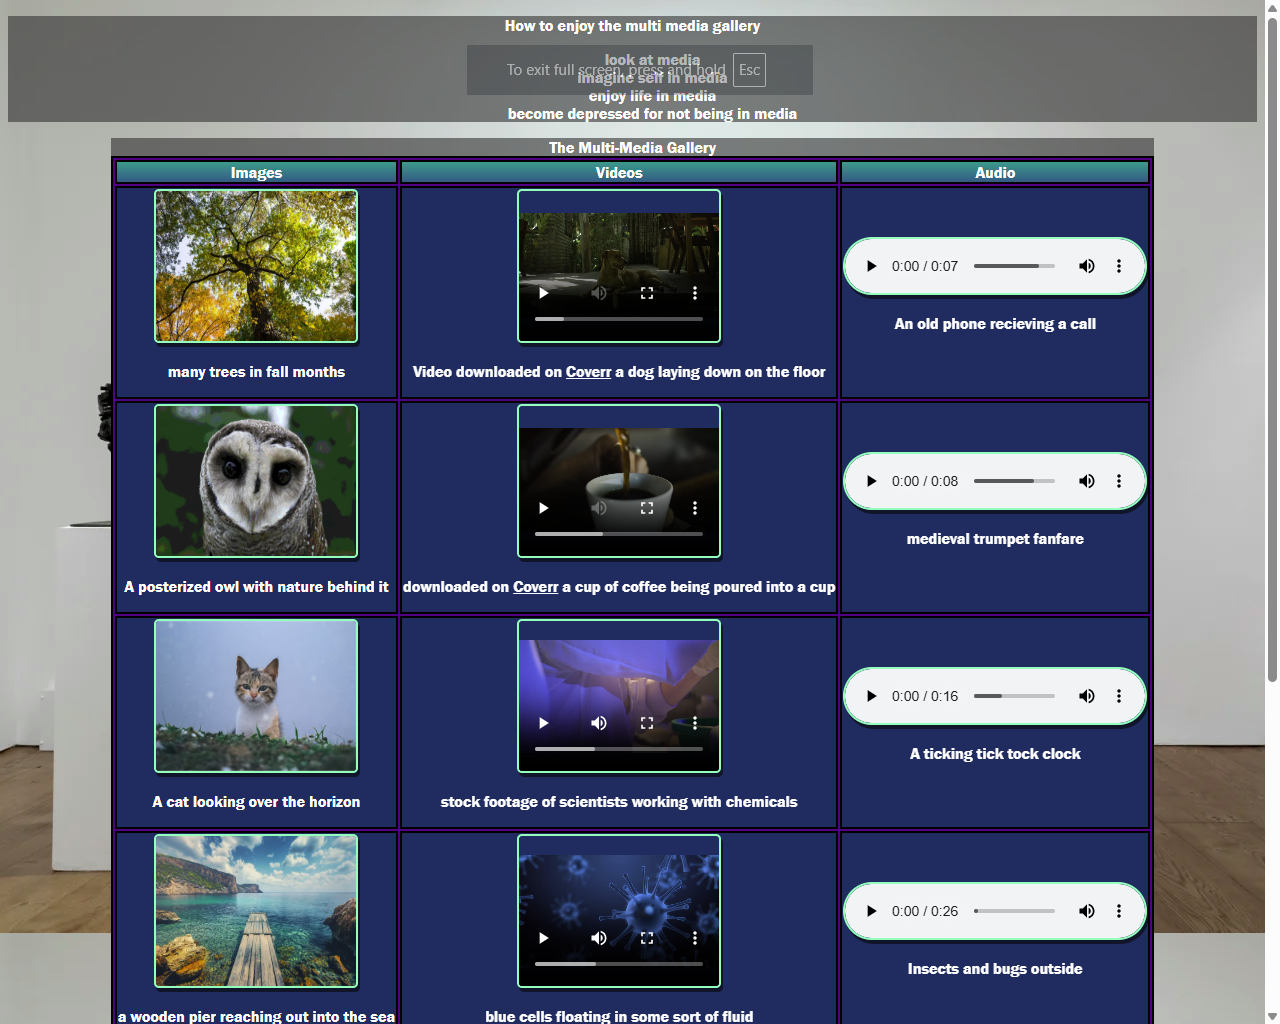 How to enjoy the multi media gallery
look at media
To exit full screen, press and hold Esc
imagine self in media
enjoy life in media
become depressed for not being in media
The Multi-Media Gallery
Images Videos Audio
0:00 / 0:07
An old phone recieving a call
many trees in fall months
Video downloaded on Coverr a dog laying down on the floor
0:00 / 0:08
medieval trumpet fanfare
A posterized owl with nature behind it
downloaded on Coverr a cup of coffee being poured into a cup
0:00 / 0:16
A ticking tick tock clock
A cat looking over the horizon
stock footage of scientists working with chemicals
0:00 / 0:26
Insects and bugs outside
a wooden pier reaching out into the sea
blue cells floating in some sort of fluid